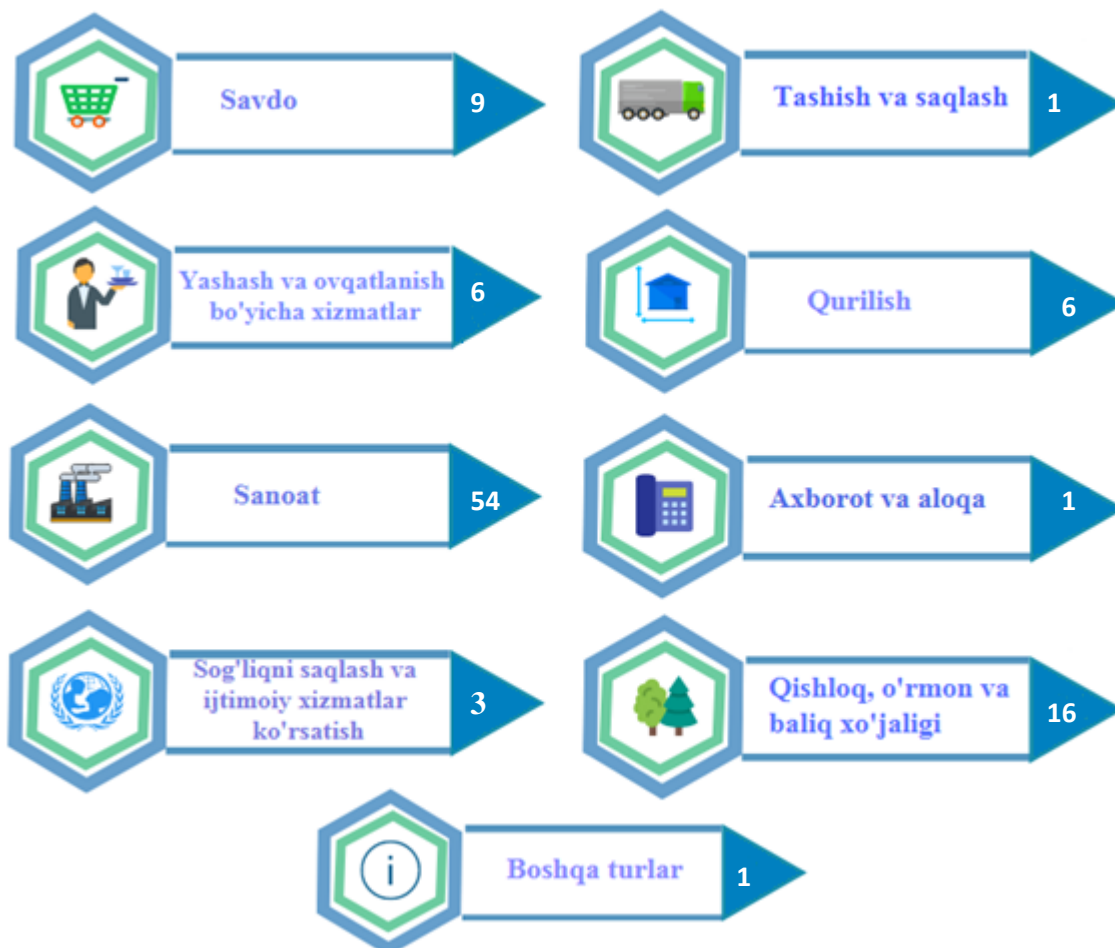 Savdo
9
Tashish va saqlash
1
Yashash va ovqatlanish
bo'yicha xizmatlar
6
Qurilish
6
Sanoat
54
Axborot va aloqa
1
Sog'liqni saqlash va
ijtimoiy xizmatlar
ko'rsatish
3
Qishloq, o'rmon va
baliq xo'jaligi
16
i
Boshqa turlar
1